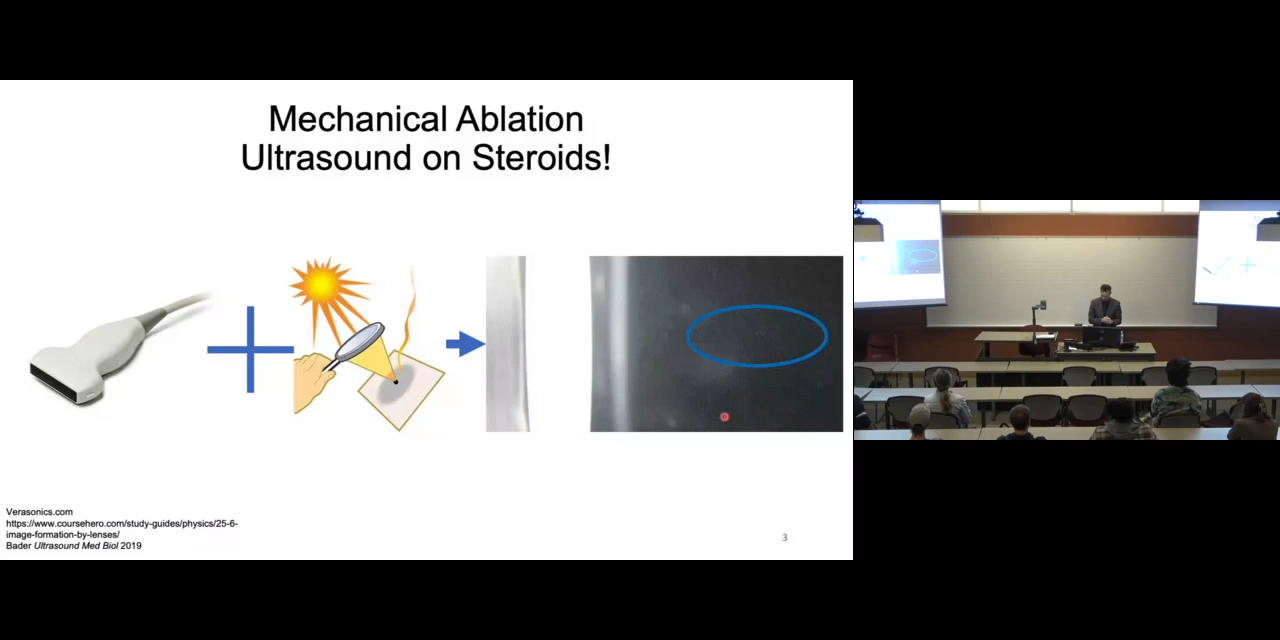 Mechanical Ablation
Ultrasound on Steroids!
Verasonics.com
https://www.coursehero.com/study-guides/physics/25-6-
image-formation-by-lenses/
Bader Ultrasound Med Biol 2019
3